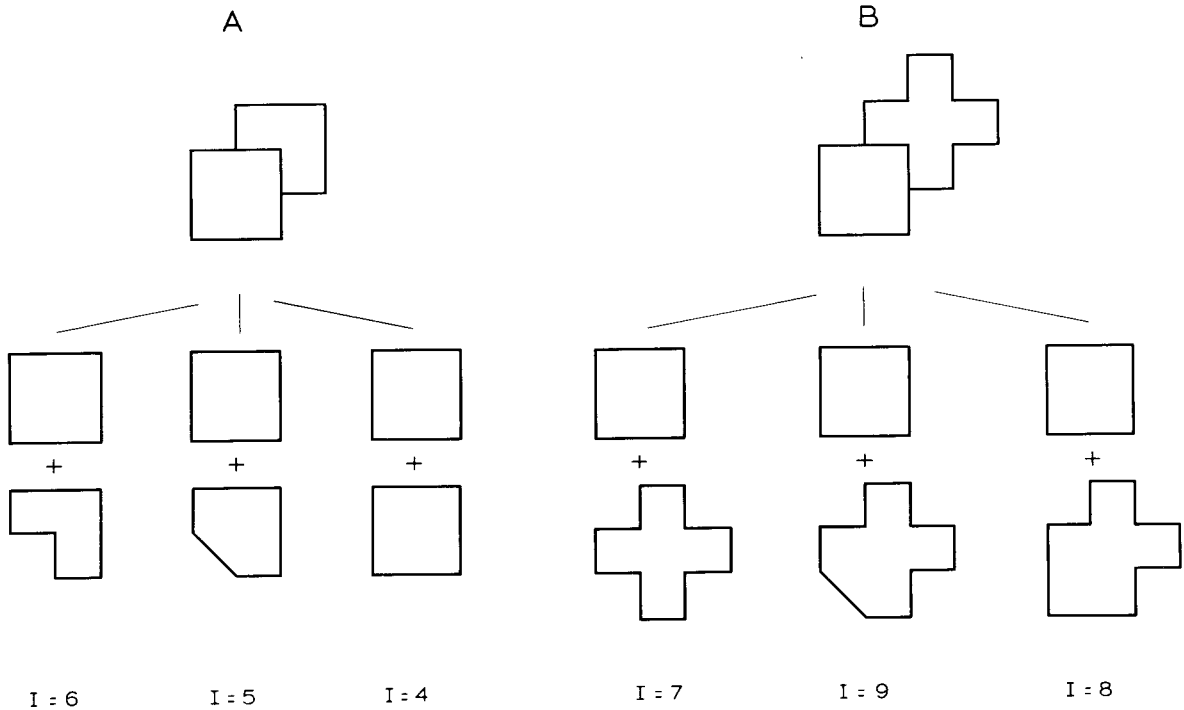 A B
+ + + + + +
I = 6 I = 5 I = 4 I = 7 I = 9 I = 8